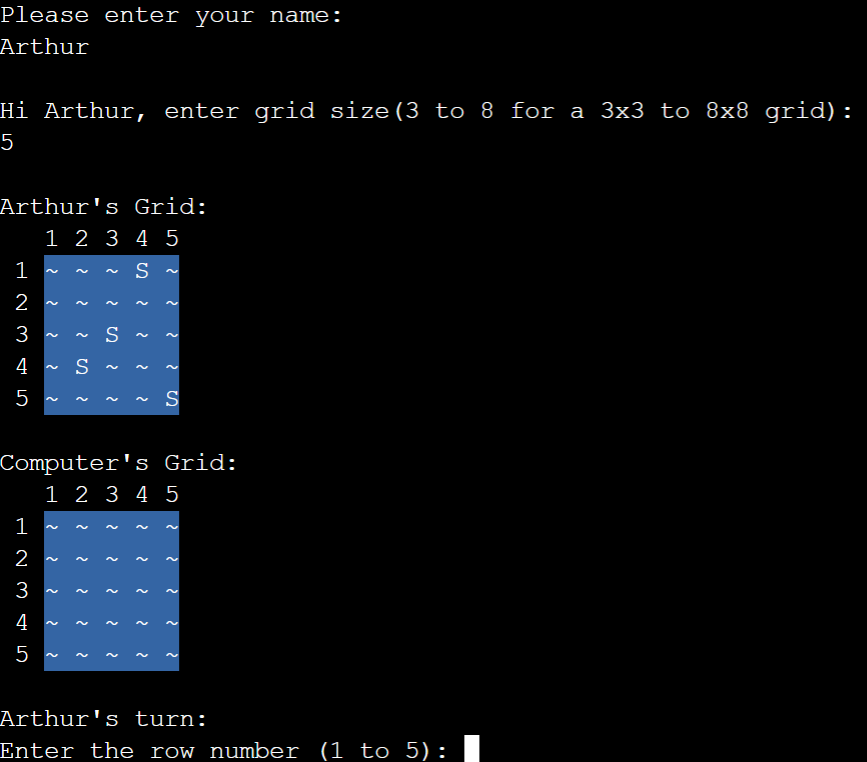 Please enter your name:
Arthur
Hi Arthur, enter grid size(3 to 8 for a 3x3 to 8x8 grid):
5
Arthur's Grid:
1 2 3 4 5
1 ~ ~ ~ S ~
2 ~ ~ ~ ~ ~
3 ~ ~ S ~ ~
4 ~ S ~ ~ ~
5 ~ ~ ~ ~ S
Computer's Grid:
1 2 3 4 5
1 ~ ~ ~ ~ ~
2 ~ ~ ~ ~ ~
3 ~ ~ ~ ~ ~
4 ~ ~ ~ ~ ~
5 ~ ~ ~ ~ ~
Arthur's turn:
Enter the row number (1 to 5):